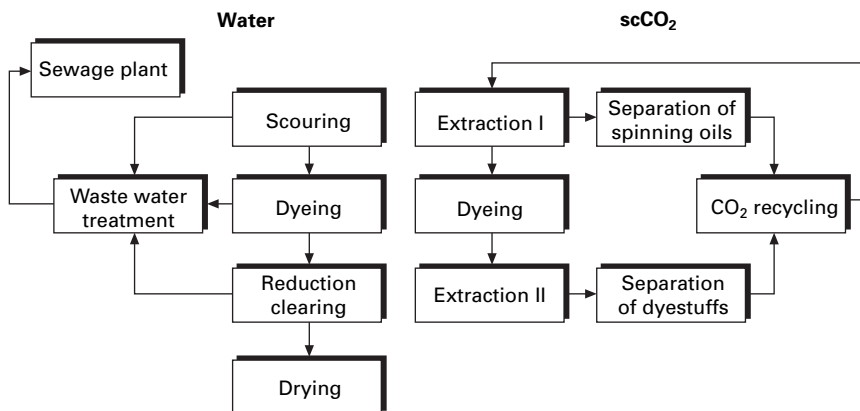 Water
scCO₂
Sewage plant
Scouring
Extraction I
Separation of
spinning oils
Waste water
treatment
Dyeing
Dyeing
CO₂ recycling
Reduction
clearing
Extraction II
Separation
of dyestuffs
Drying